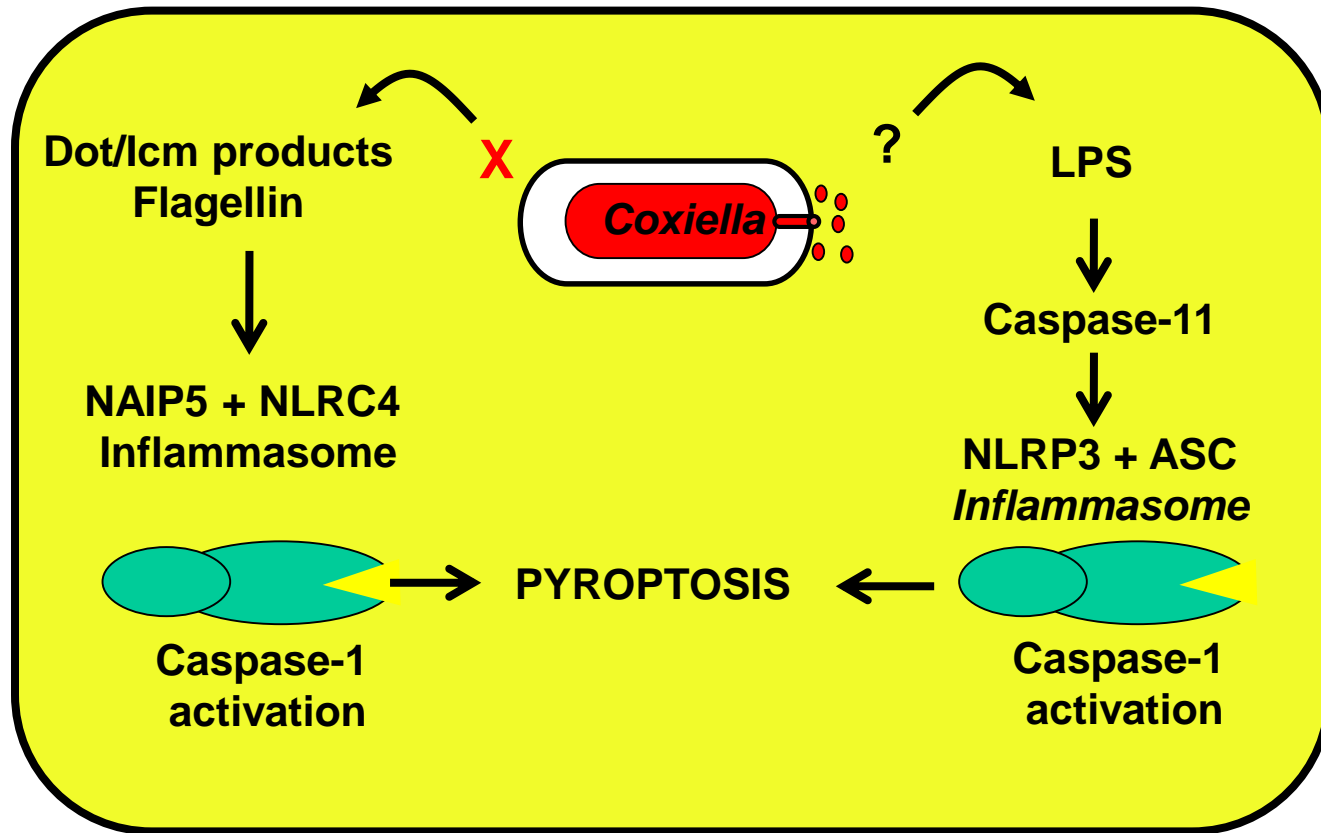 X
?
Dot/Icm products
Flagellin
LPS
Coxiella
Caspase-11
NAIP5 + NLRC4
Inflammasome
NLRP3 + ASC
Inflammasome
PYROPTOSIS
Caspase-1
activation
Caspase-1
activation